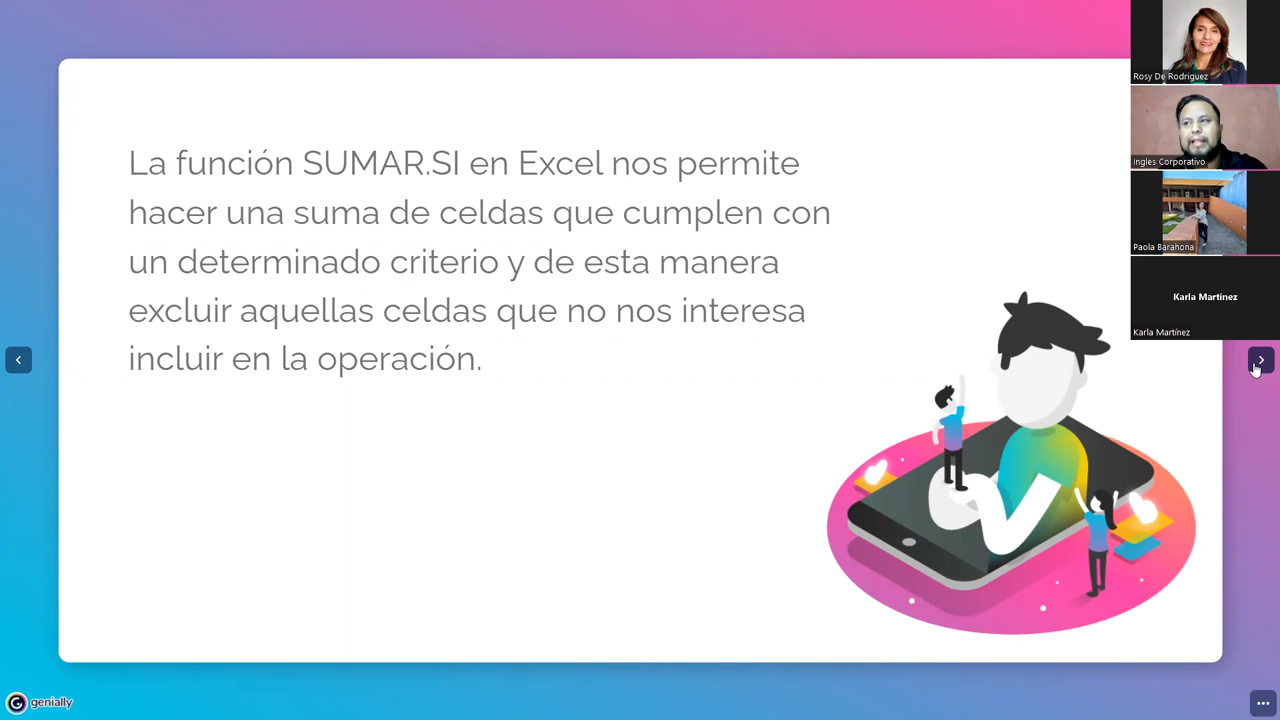 La función SUMAR.SI en Excel nos permite
hacer una suma de celdas que cumplen con
un determinado criterio y de esta manera
excluir aquellas celdas que no nos interesa
incluir en la operación.
Rosy De Rodriguez
Ingles Corporativo
Paola Barahona
Karla Martínez
Karla Martínez
genially